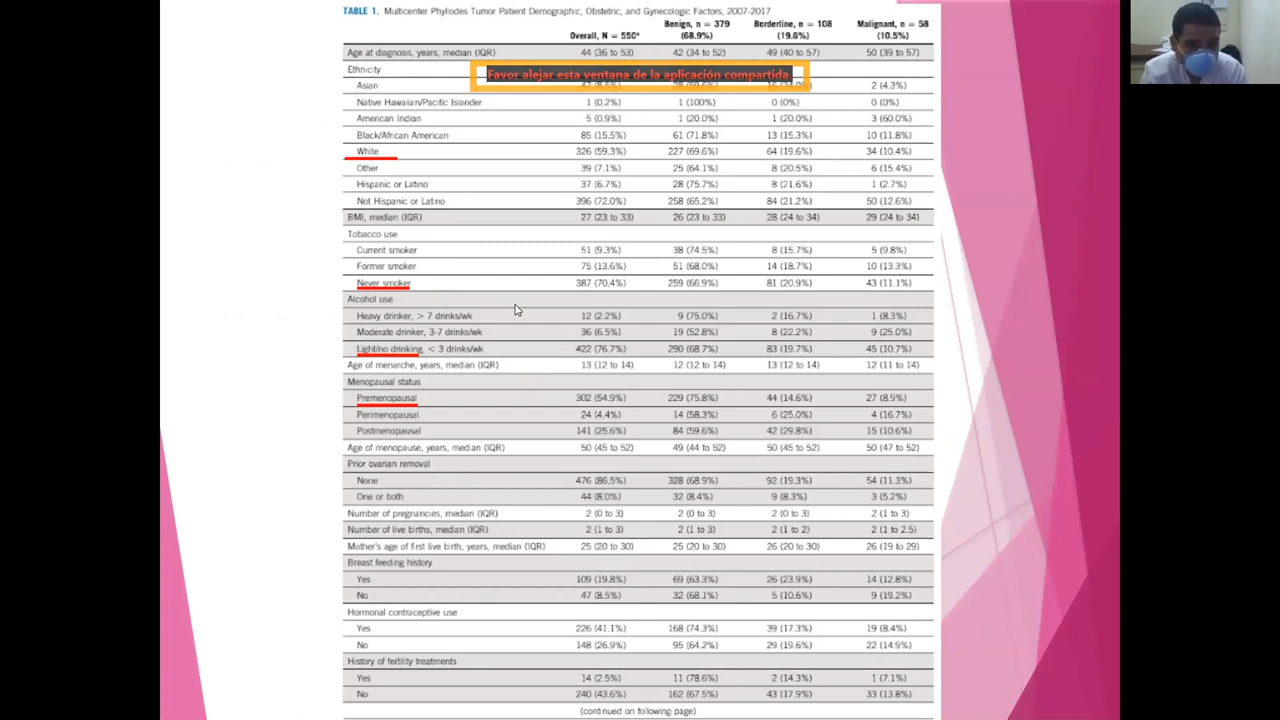 TABLE 1. Multicenter Phyllodes Tumor Patient Demographic, Obstetric, and Gynecologic Factors, 2007-2017
Overall, N = 550* Benign, n = 379 (68.9%) Borderline, n = 108 (19.6%) Malignant, n = 58 (10.5%)
Age at diagnosis, years, median (IQR) 44 (36 to 53) 42 (34 to 52) 49 (40 to 57) 50 (39 to 57)
Ethnicity
Favor alejar esta ventana de la aplicación compartida
Asian 2 (4.3%)
Native Hawaiian/Pacific Islander 1 (0.2%) 1 (100%) 0 (0%) 0 (0%)
American Indian 5 (0.9%) 1 (20.0%) 1 (20.0%) 3 (60.0%)
Black/African American 85 (15.5%) 61 (71.8%) 13 (15.3%) 10 (11.8%)
White 326 (59.3%) 227 (69.6%) 64 (19.6%) 34 (10.4%)
Other 39 (7.1%) 25 (64.1%) 8 (20.5%) 6 (15.4%)
Hispanic or Latino 37 (6.7%) 28 (75.7%) 8 (21.6%) 1 (2.7%)
Not Hispanic or Latino 396 (72.0%) 258 (65.2%) 84 (21.2%) 50 (12.6%)
BMI, median (IQR) 27 (23 to 33) 26 (23 to 33) 28 (24 to 34) 29 (24 to 34)
Tobacco use
Current smoker 51 (9.3%) 38 (74.5%) 8 (15.7%) 5 (9.8%)
Former smoker 75 (13.6%) 51 (68.0%) 14 (18.7%) 10 (13.3%)
Never smoker 387 (70.4%) 259 (66.9%) 81 (20.9%) 43 (11.1%)
Alcohol use
Heavy drinker, > 7 drinks/wk 12 (2.2%) 9 (75.0%) 2 (16.7%) 1 (8.3%)
Moderate drinker, 3-7 drinks/wk 36 (6.5%) 19 (52.8%) 8 (22.2%) 9 (25.0%)
Light/no drinking, < 3 drinks/wk 422 (76.7%) 290 (68.7%) 83 (19.7%) 45 (10.7%)
Age of menarche, years, median (IQR) 13 (12 to 14) 12 (12 to 14) 13 (12 to 14) 12 (11 to 14)
Menopausal status
Premenopausal 302 (54.9%) 229 (75.8%) 44 (14.6%) 27 (8.9%)
Perimenopausal 24 (4.4%) 14 (58.3%) 6 (25.0%) 4 (16.7%)
Postmenopausal 141 (25.6%) 84 (59.6%) 42 (29.8%) 15 (10.6%)
Age of menopause, years, median (IQR) 50 (45 to 52) 49 (44 to 52) 50 (45 to 52) 50 (47 to 52)
Prior ovarian removal
None 476 (86.5%) 328 (68.9%) 92 (19.3%) 54 (11.3%)
One or both 44 (8.0%) 32 (8.4%) 9 (8.3%) 3 (5.2%)
Number of pregnancies, median (IQR) 2 (0 to 3) 2 (0 to 3) 2 (0 to 3) 2 (1 to 3)
Number of live births, median (IQR) 2 (1 to 3) 2 (1 to 3) 2 (1 to 2) 2 (1 to 2.5)
Mother's age of first live birth, years, median (IQR) 25 (20 to 30) 25 (20 to 30) 26 (20 to 30) 26 (19 to 29)
Breast feeding history
Yes 109 (19.8%) 69 (63.3%) 26 (23.9%) 14 (12.8%)
No 47 (8.5%) 32 (68.1%) 5 (10.6%) 9 (19.2%)
Hormonal contraceptive use
Yes 226 (41.1%) 168 (74.3%) 39 (17.3%) 19 (8.4%)
No 148 (26.9%) 95 (64.2%) 29 (19.6%) 22 (14.9%)
History of fertility treatments
Yes 14 (2.5%) 11 (78.6%) 2 (14.3%) 1 (7.1%)
No 240 (43.6%) 162 (67.5%) 43 (17.9%) 33 (13.8%)
(continued on following page)